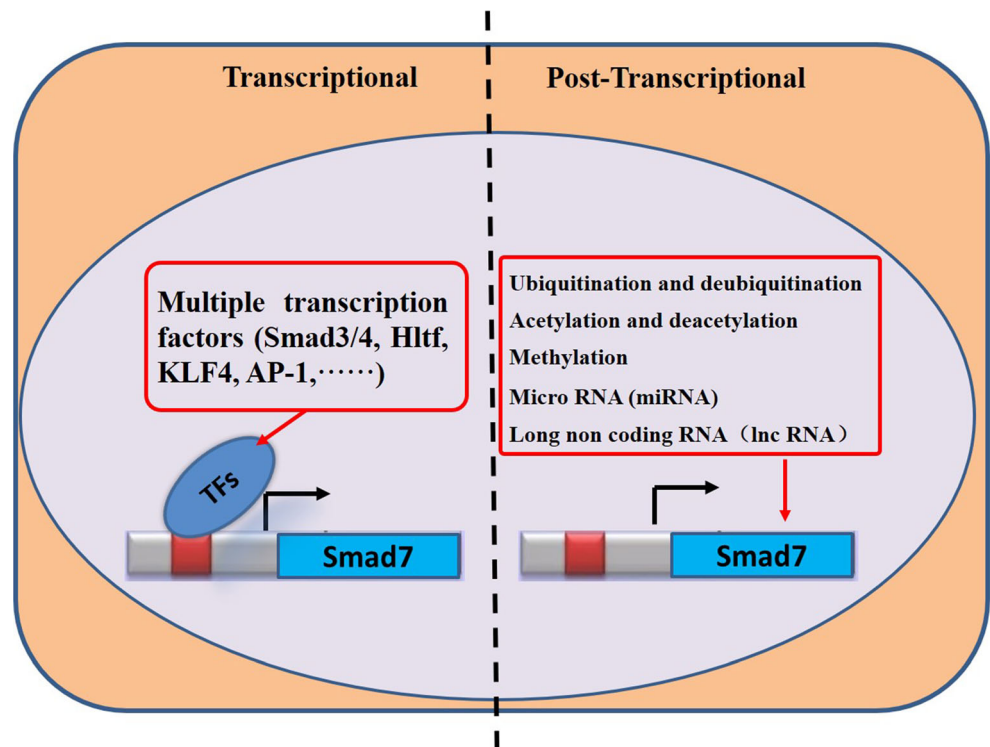 Transcriptional
Post-Transcriptional
Multiple transcription
factors (Smad3/4, Hltf,
KLF4, AP-1,⋯⋯)
TFs
Smad7
Ubiquitination and deubiquitination
Acetylation and deacetylation
Methylation
Micro RNA (miRNA)
Long non coding RNA（lnc RNA）
Smad7